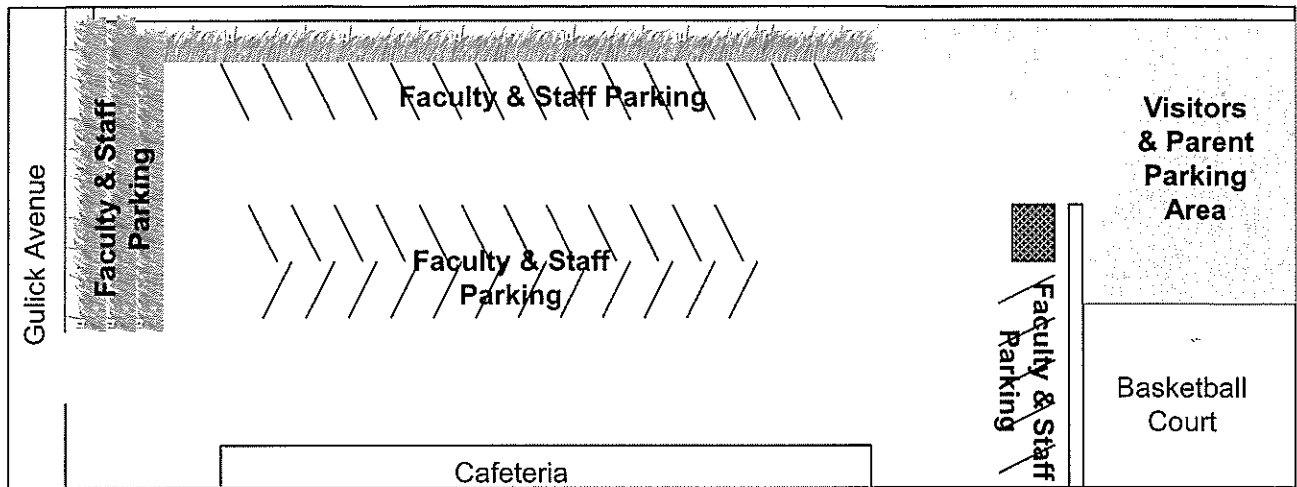 Gulick Avenue
Faculty & Staff
Parking
Faculty & Staff Parking
Faculty & Staff
Parking
Faculty & Staff
Parking
Visitors
& Parent
Parking
Area
Basketball
Court
Cafeteria